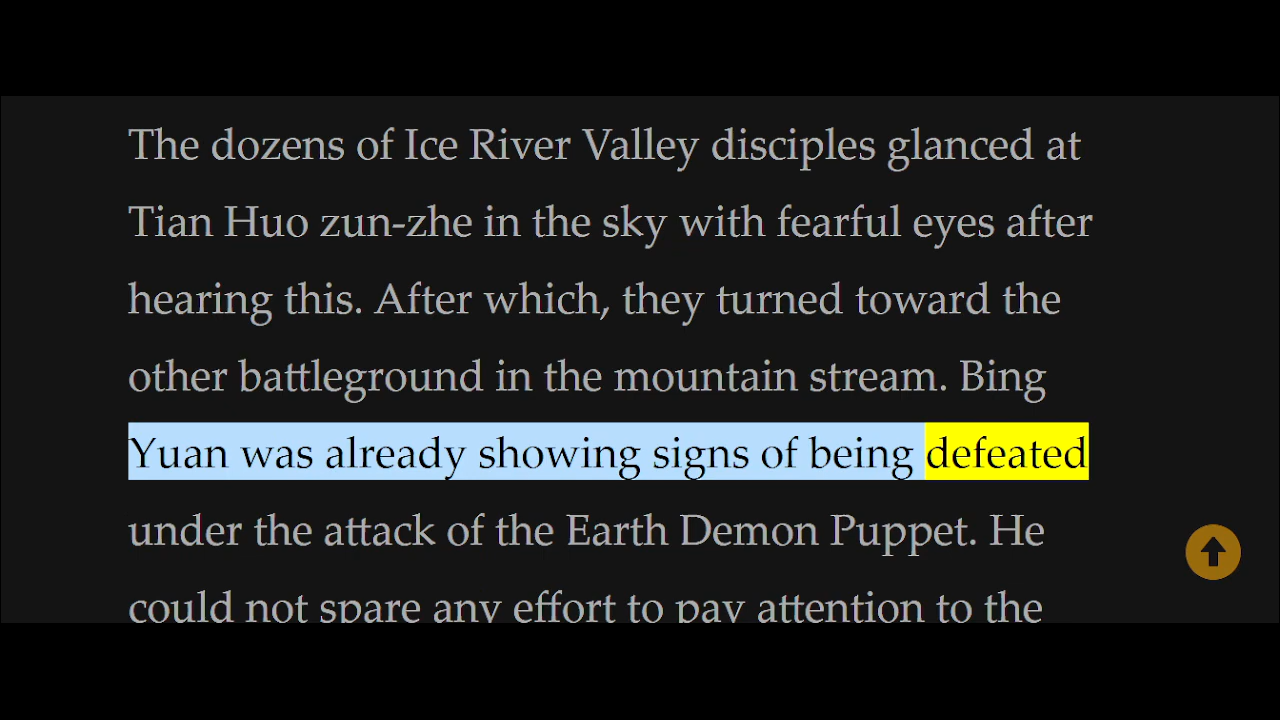 The dozens of Ice River Valley disciples glanced at
Tian Huo zun-zhe in the sky with fearful eyes after
hearing this. After which, they turned toward the
other battleground in the mountain stream. Bing
Yuan was already showing signs of being defeated
under the attack of the Earth Demon Puppet. He
could not spare any effort to pay attention to the